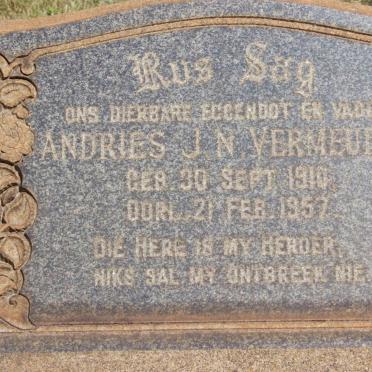 Rus Sag
ONS DIERBARE EGGENOOT EN VADER
ANDRIES J.N. VERMEU
GEB. 30 SEPT. 1910.
OORL. 21 FEB. 1957.
DIE HERE IS MY HERDER,
NIKS SAL MY ONTBREEK NIE.